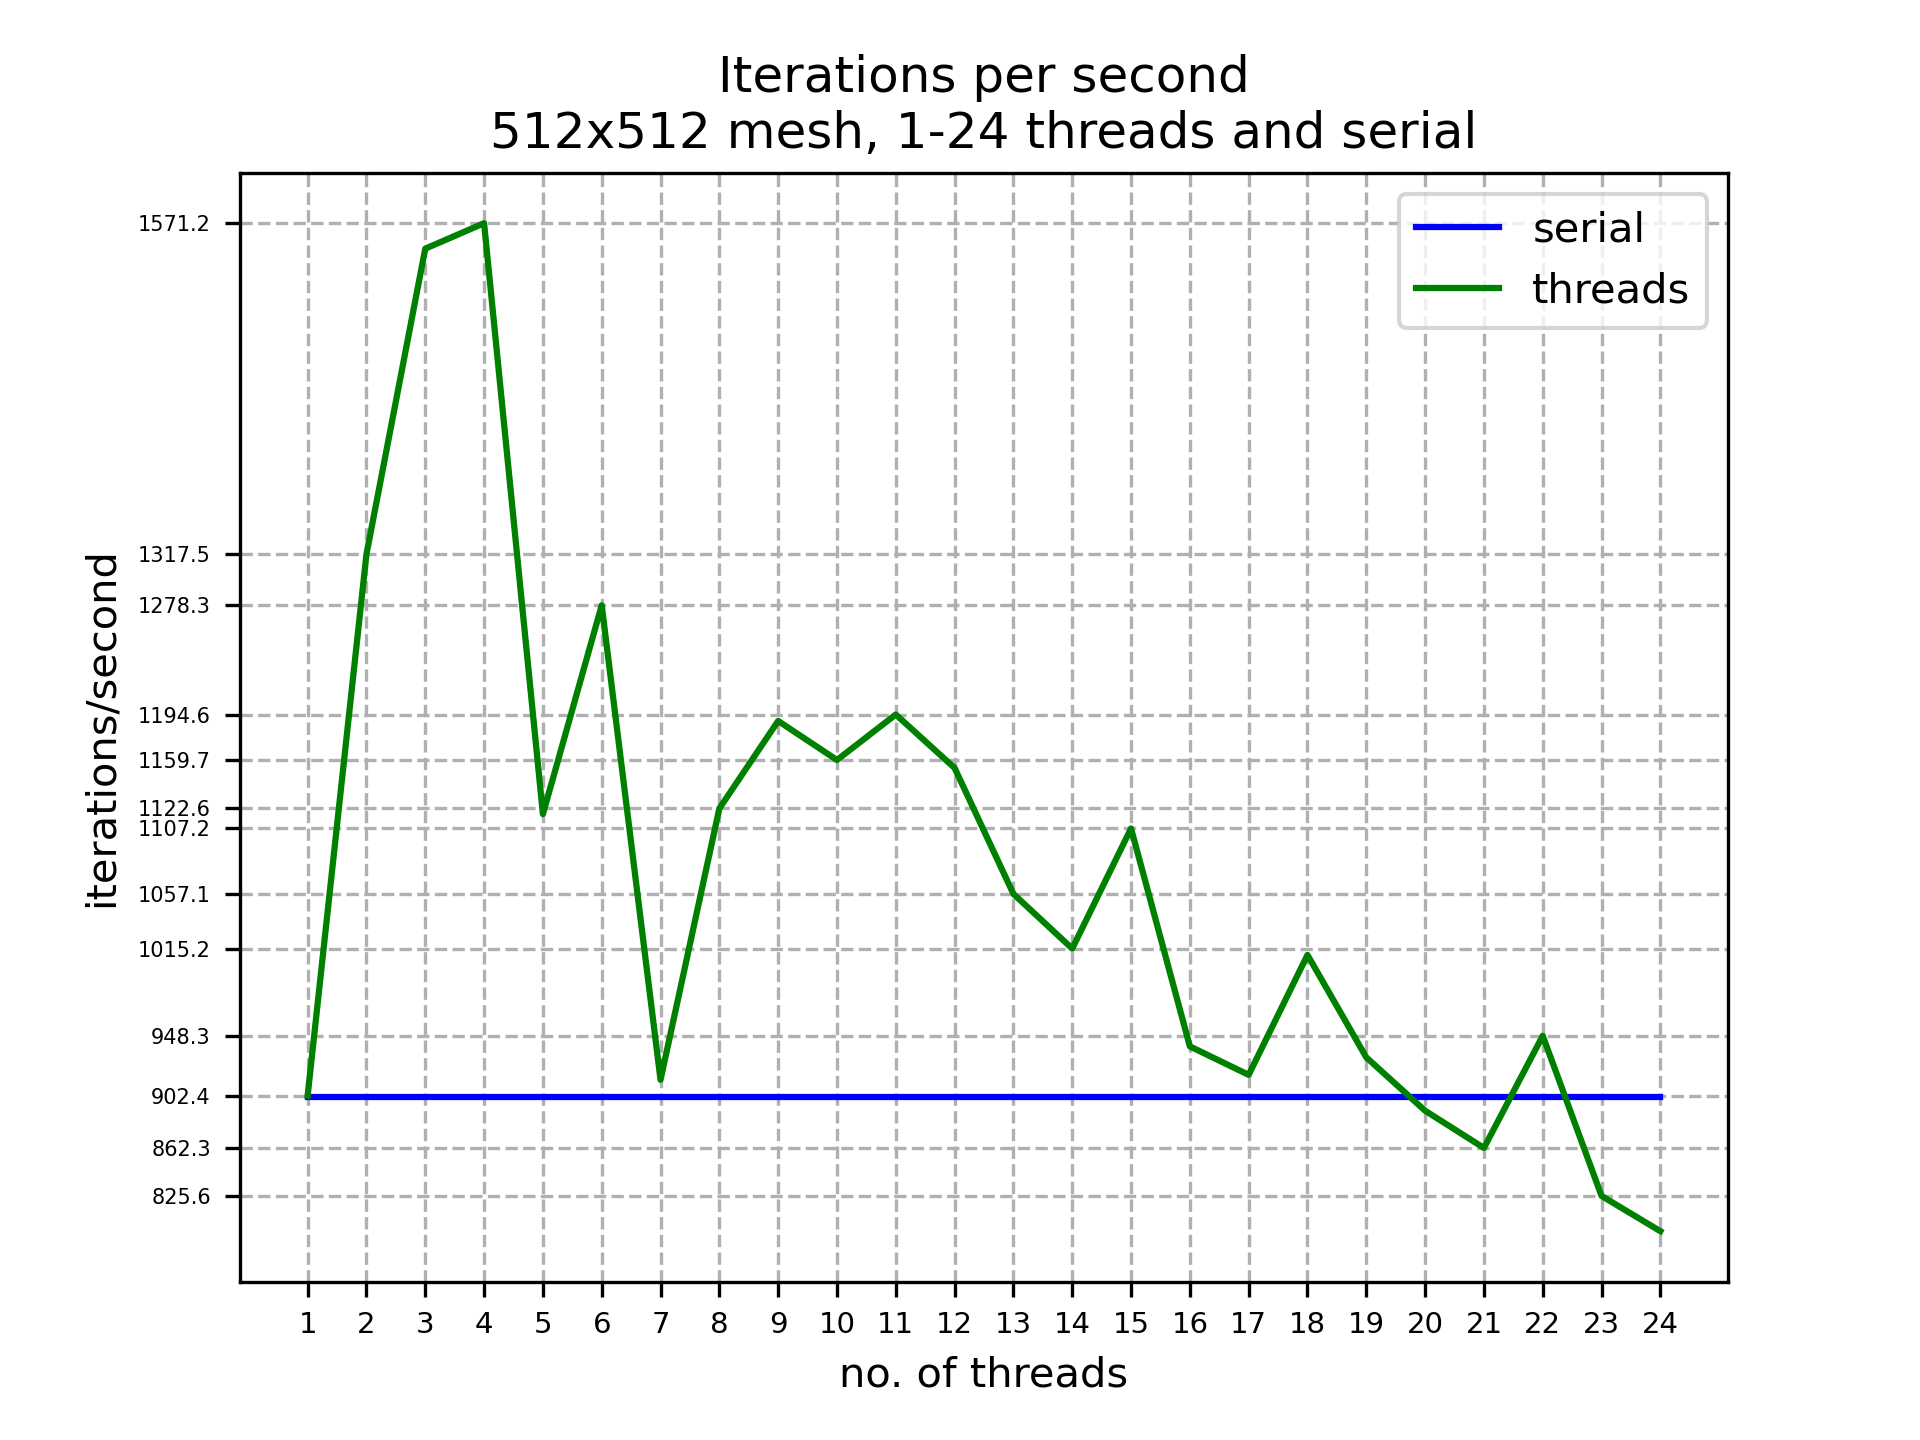 Iterations per second
512x512 mesh, 1-24 threads and serial
serial
threads
iterations/second
1571.2
1317.5
1278.3
1194.6
1159.7
1122.6
1107.2
1057.1
1015.2
948.3
902.4
862.3
825.6
1 2 3 4 5 6 7 8 9 10 11 12 13 14 15 16 17 18 19 20 21 22 23 24
no. of threads